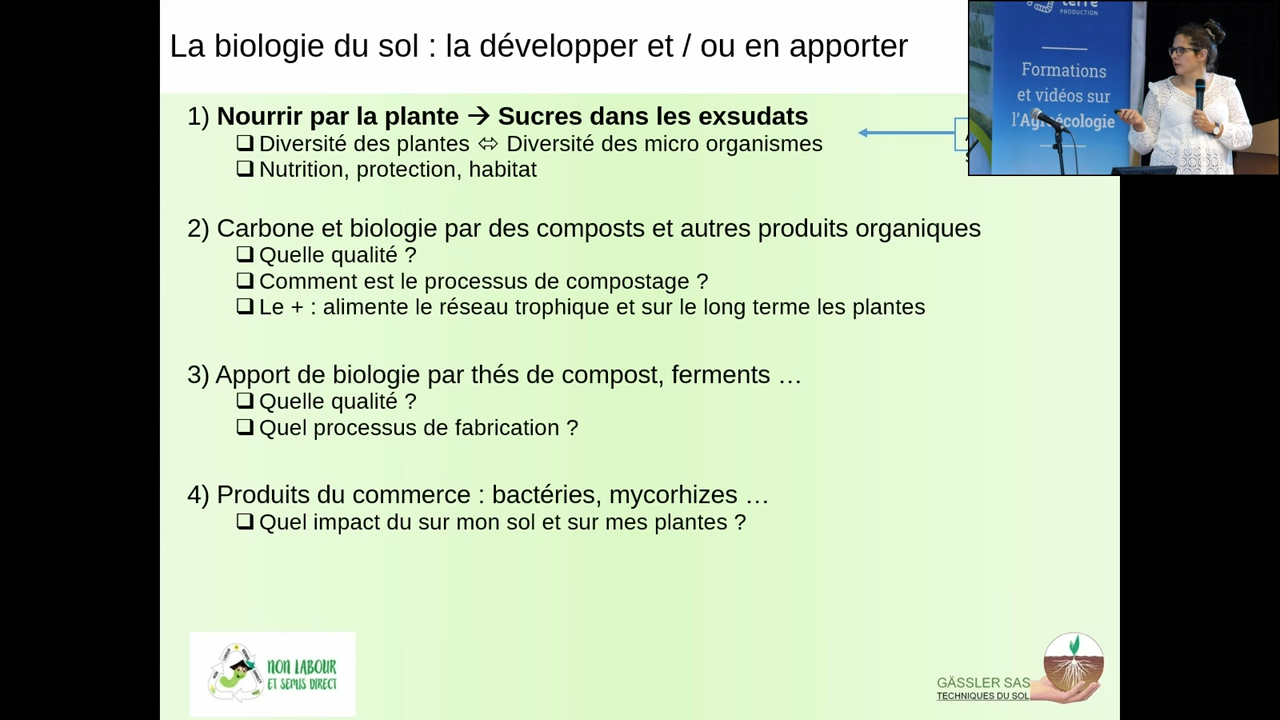 La biologie du sol : la développer et / ou en apporter
terre
PRODUCTION
Formations
et vidéos sur
l'Agroécologie
1) Nourrir par la plante → Sucres dans les exsudats
❑ Diversité des plantes ⬄ Diversité des micro organismes
❑ Nutrition, protection, habitat
2) Carbone et biologie par des composts et autres produits organiques
❑ Quelle qualité ?
❑ Comment est le processus de compostage ?
❑ Le + : alimente le réseau trophique et sur le long terme les plantes
3) Apport de biologie par thés de compost, ferments …
❑ Quelle qualité ?
❑ Quel processus de fabrication ?
4) Produits du commerce : bactéries, mycorhizes …
❑ Quel impact du sur mon sol et sur mes plantes ?
NON LABOUR
ET SEMIS DIRECT
GÄSSLER SAS
TECHNIQUES DU SOL